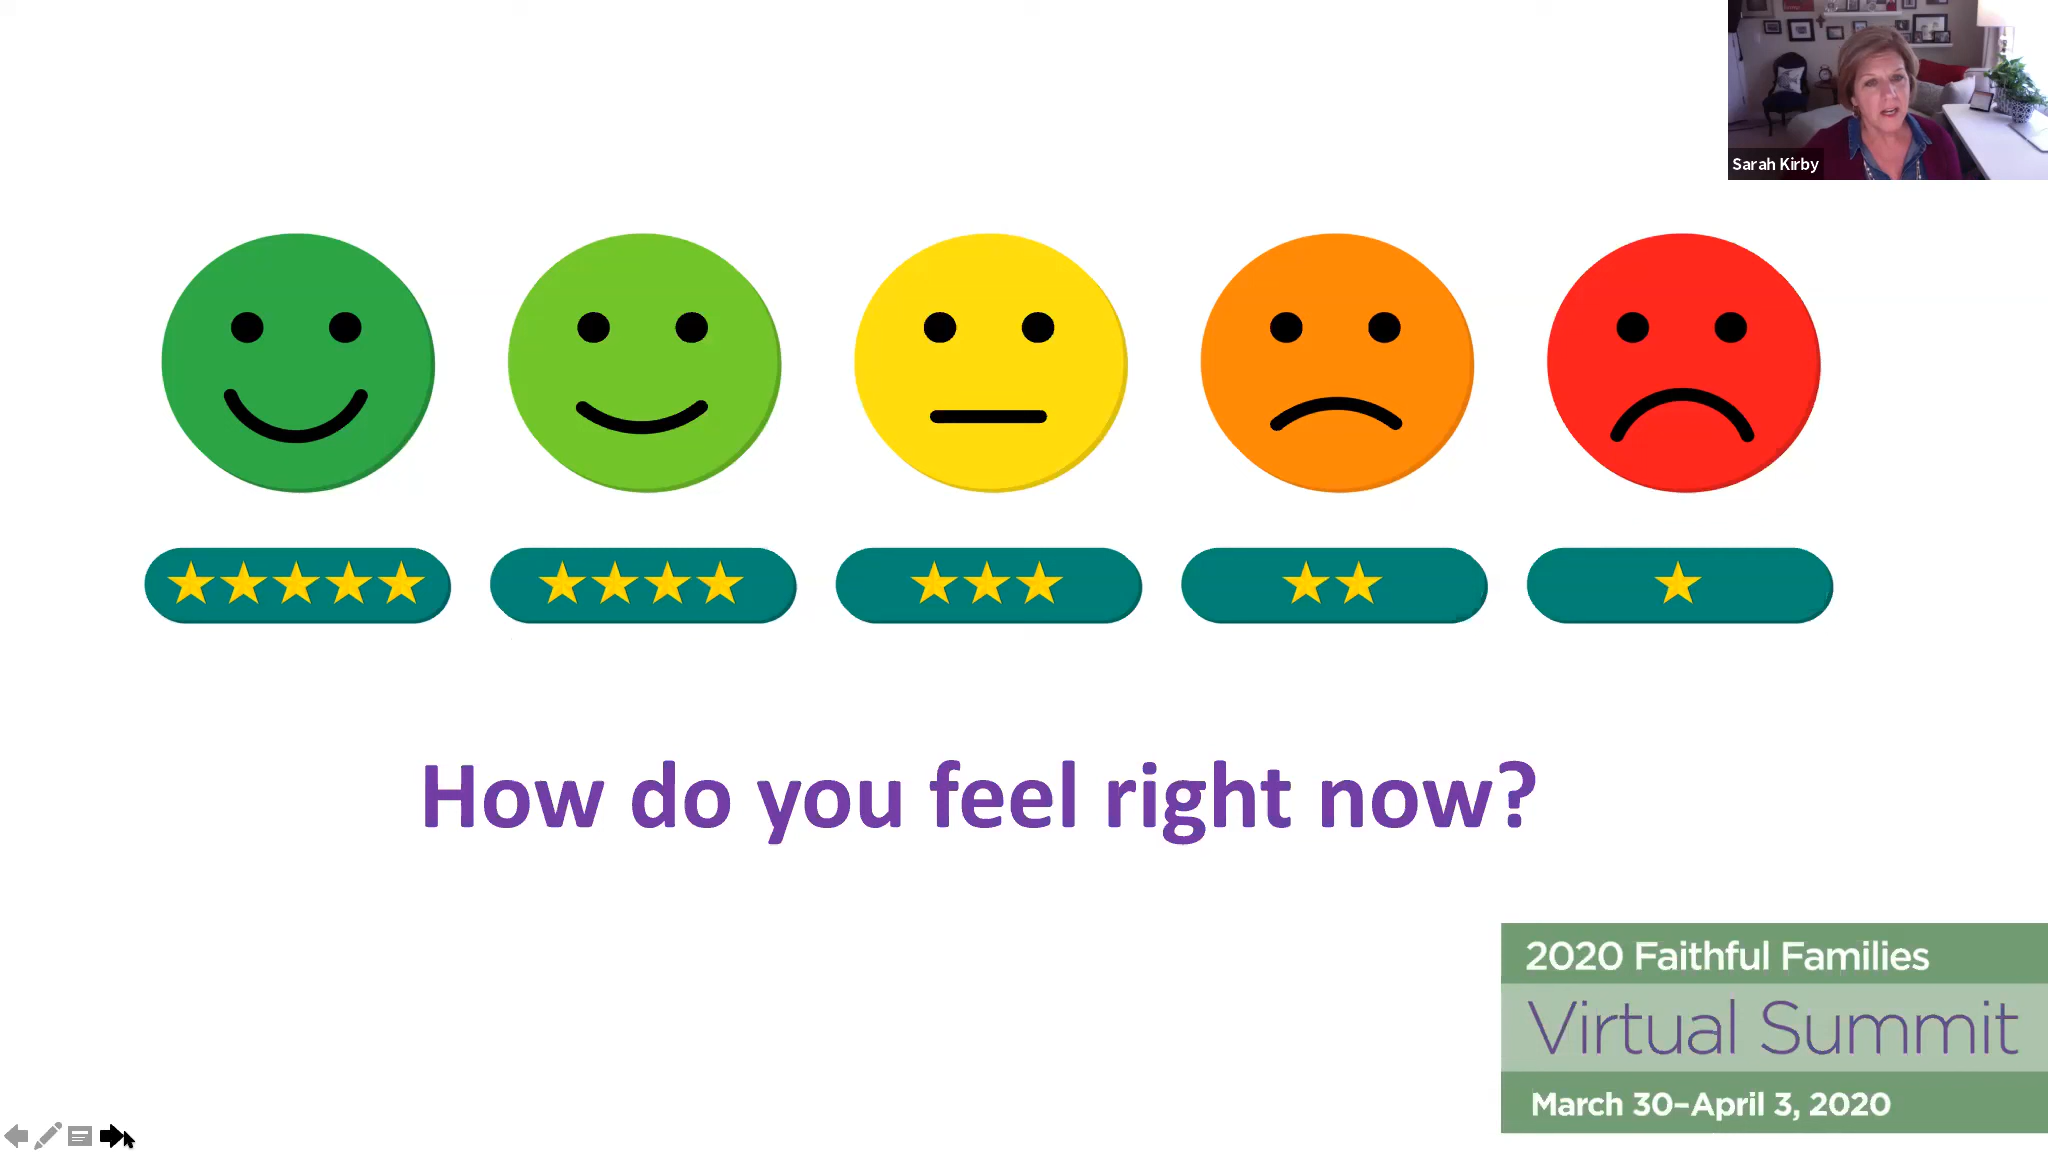 Sarah Kirby
How do you feel right now?
2020 Faithful Families
Virtual Summit
March 30–April 3, 2020